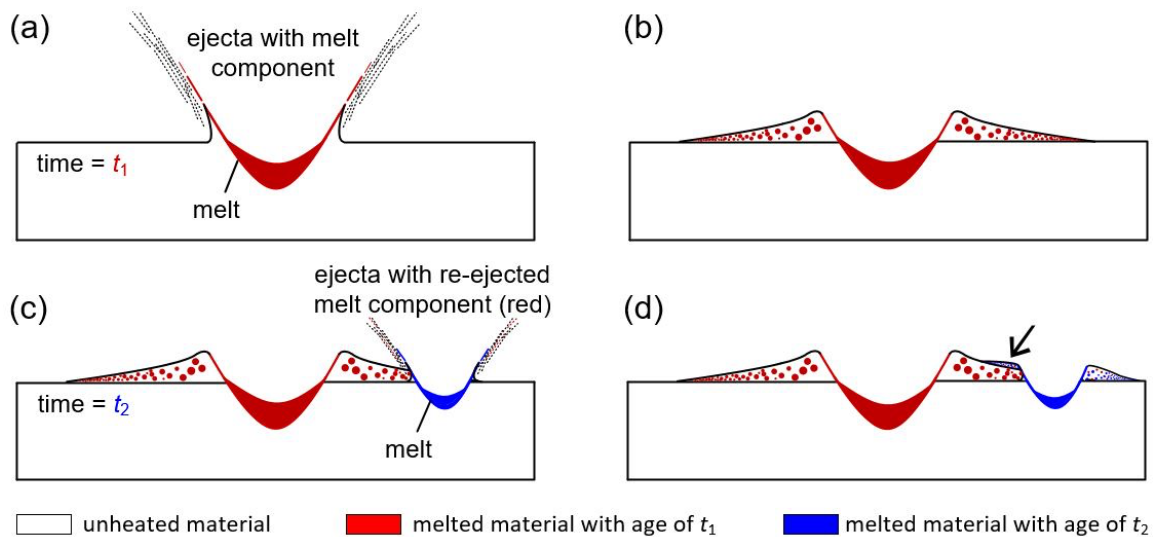 (a)
ejecta with melt
component
time = t₁
melt
(b)
ejecta with re-ejected
melt component (red)
(c)
time = t₂
melt
(d)
unheated material
melted material with age of t₁
melted material with age of t₂